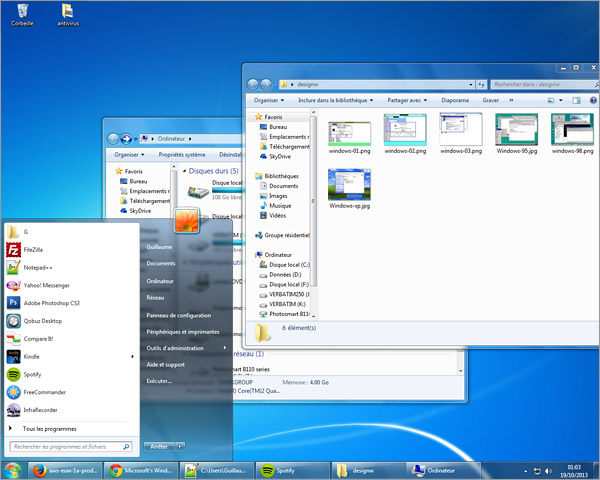 Corbeille
antivirus
designw
Rechercher dans : designw
Organiser
Inclure dans la bibliothèque
Partager avec
Diaporama
Graver
Favoris
Bureau
Emplacements r
Téléchargement
SkyDrive
Bibliothèques
Documents
Images
Musique
Vidéos
Groupe résidentiel
Ordinateur
Disque local (C:)
Données (D:)
Disque local (F:)
VERBATIM250 (J
VERBATIM (K:)
Photosmart B110
windows-01.png
windows-02.png
windows-03.png
Windows-95.jpg
windows-98.png
Windows-xp.jpg
6 élément(s)
Ordinateur
Organiser
Propriétés système
Désinstall
Favoris
Bureau
Emplacements r
Téléchargement
SkyDrive
Disques durs (5)
Disque local
108 Go libre
Disque local
réseau (1)
Photosmart B110 series
WORKGROUP
Mémoire : 4.00 Go
Core(TM)2 Qua...
G
FileZilla
Notepad++
Yahoo! Messenger
Adobe Photoshop CS3
Qobuz Desktop
Compare It!
Kindle
Spotify
FreeCommander
InfraRecorder
Tous les programmes
Rechercher les programmes et fichiers
Guillaume
Documents
Ordinateur
Réseau
Panneau de configuration
Périphériques et imprimantes
Outils d'administration
Aide et support
Exécuter...
Arrêter
aws-esaw-1a-prod...
Microsoft's Wind...
C:\Users\Guillau...
Spotify
designw
Ordinateur
01:03
19/10/2013